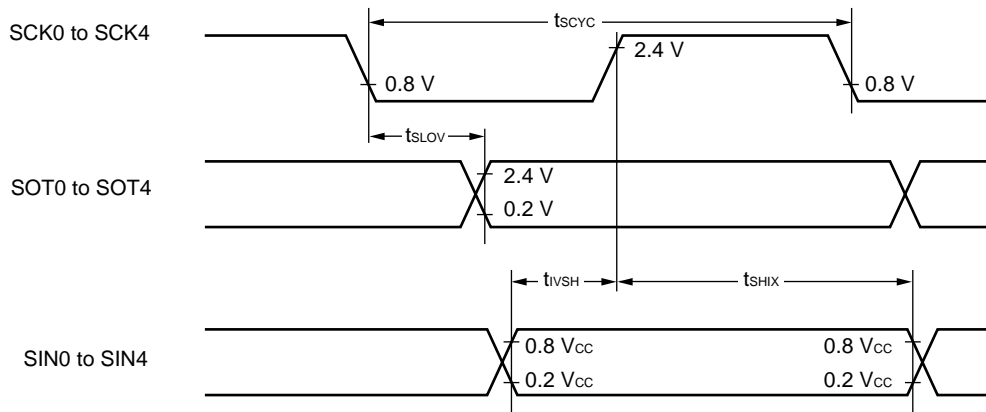 tSCYC
SCK0 to SCK4
2.4 V
0.8 V
0.8 V
tSLOV
SOT0 to SOT4
2.4 V
0.2 V
tIVSH
tSHIX
SIN0 to SIN4
0.8 VCC
0.8 VCC
0.2 VCC
0.2 VCC